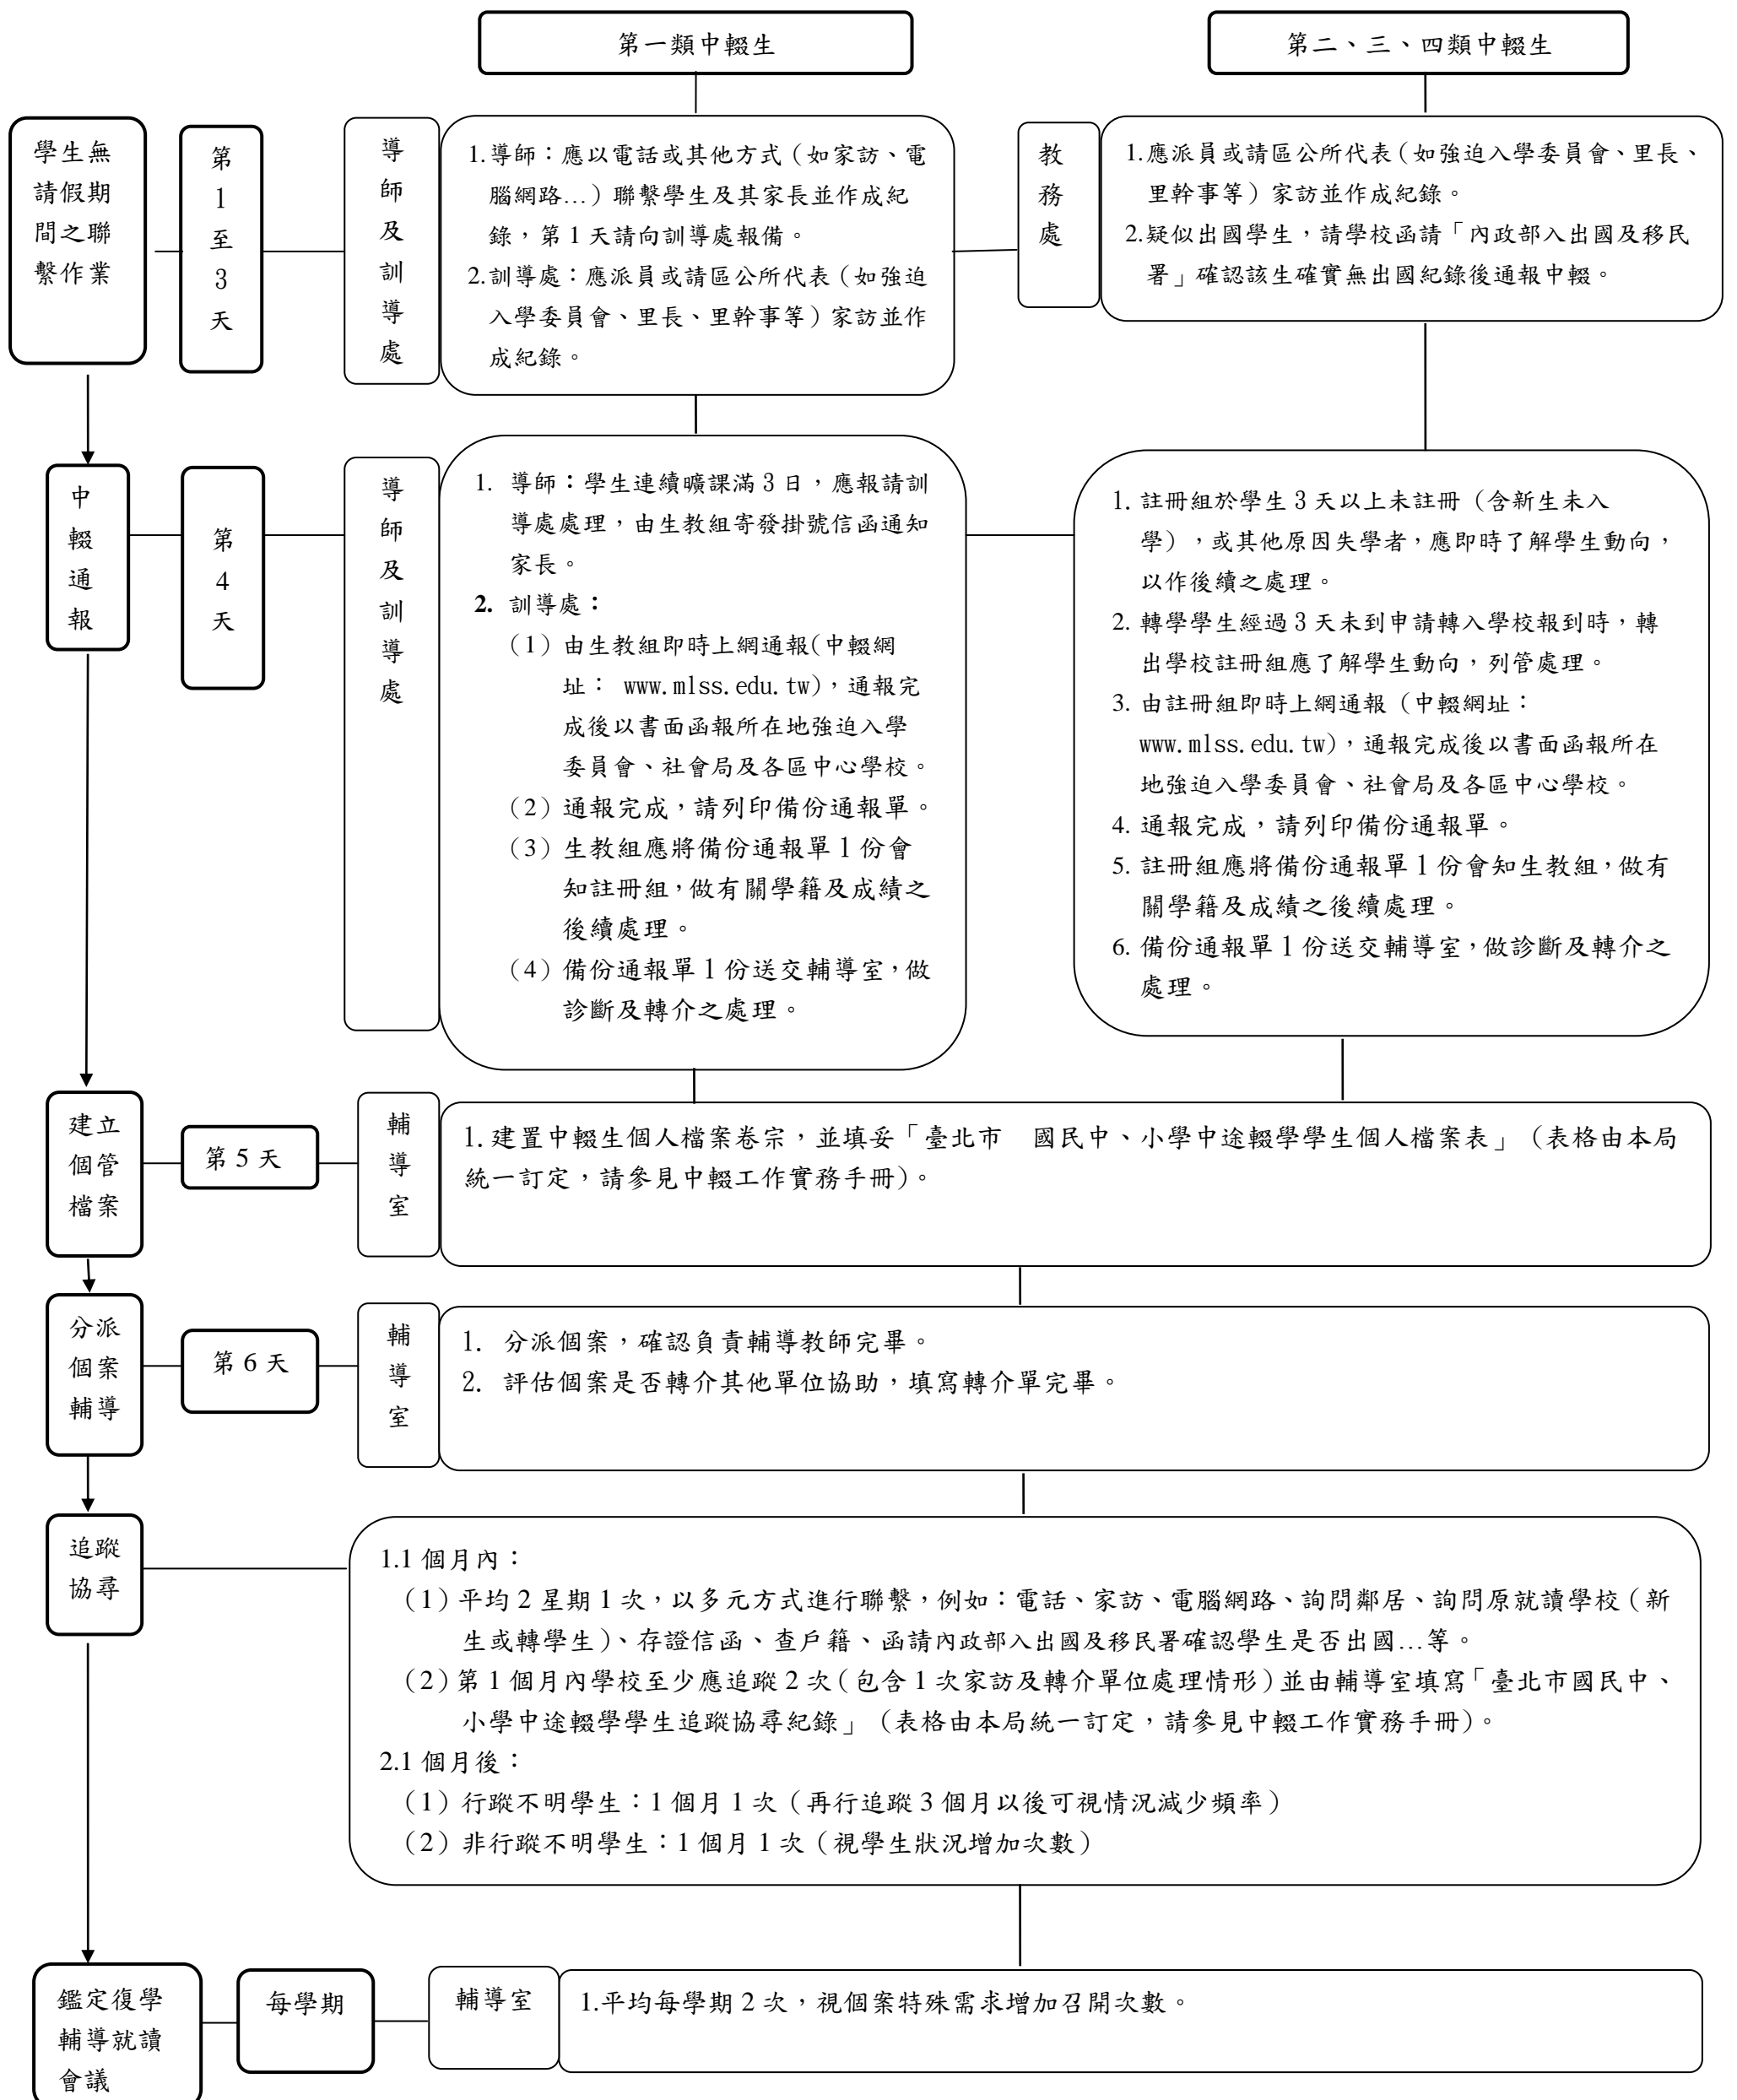 第一類中輟生
第二、三、四類中輟生
學生無
請假期
間之聯
繫作業
第
1
至
3
天
導
師
及
訓
導
處
1.導師：應以電話或其他方式（如家訪、電
腦網路…）聯繫學生及其家長並作成紀
錄，第1天請向訓導處報備。
2.訓導處：應派員或請區公所代表（如強迫
入學委員會、里長、里幹事等）家訪並作
成紀錄。
教
務
處
1.應派員或請區公所代表（如強迫入學委員會、里長、
里幹事等）家訪並作成紀錄。
2.疑似出國學生，請學校函請「內政部入出國及移民
署」確認該生確實無出國紀錄後通報中輟。
中
輟
通
報
第
4
天
導
師
及
訓
導
處
1. 導師：學生連續曠課滿3日，應報請訓
導處處理，由生教組寄發掛號信函通知
家長。
2. 訓導處：
（1）由生教組即時上網通報(中輟網
址： www.mlss.edu.tw)，通報完
成後以書面函報所在地強迫入學
委員會、社會局及各區中心學校。
（2）通報完成，請列印備份通報單。
（3）生教組應將備份通報單1份會
知註冊組，做有關學籍及成績之
後續處理。
（4）備份通報單1份送交輔導室，做
診斷及轉介之處理。
1. 註冊組於學生3天以上未註冊（含新生未入
學），或其他原因失學者，應即時了解學生動向，
以作後續之處理。
2. 轉學學生經過3天未到申請轉入學校報到時，轉
出學校註冊組應了解學生動向，列管處理。
3. 由註冊組即時上網通報（中輟網址：
www.mlss.edu.tw)，通報完成後以書面函報所在
地強迫入學委員會、社會局及各區中心學校。
4. 通報完成，請列印備份通報單。
5. 註冊組應將備份通報單1份會知生教組，做有
關學籍及成績之後續處理。
6. 備份通報單1份送交輔導室，做診斷及轉介之
處理。
建立
個管
檔案
第5天
輔
導
室
1.建置中輟生個人檔案卷宗，並填妥「臺北市　國民中、小學中途輟學學生個人檔案表」（表格由本局
統一訂定，請參見中輟工作實務手冊）。
分派
個案
輔導
第6天
輔
導
室
1. 分派個案，確認負責輔導教師完畢。
2. 評估個案是否轉介其他單位協助，填寫轉介單完畢。
追蹤
協尋
1.1個月內：
（1）平均2星期1次，以多元方式進行聯繫，例如：電話、家訪、電腦網路、詢問鄰居、詢問原就讀學校（新
生或轉學生）、存證信函、查戶籍、函請內政部入出國及移民署確認學生是否出國…等。
（2）第1個月內學校至少應追蹤2次（包含1次家訪及轉介單位處理情形）並由輔導室填寫「臺北市國民中、
小學中途輟學學生追蹤協尋紀錄」（表格由本局統一訂定，請參見中輟工作實務手冊）。
2.1個月後：
（1）行蹤不明學生：1個月1次（再行追蹤3個月以後可視情況減少頻率）
（2）非行蹤不明學生：1個月1次（視學生狀況增加次數）
鑑定復學
輔導就讀
會議
每學期
輔導室
1.平均每學期2次，視個案特殊需求增加召開次數。